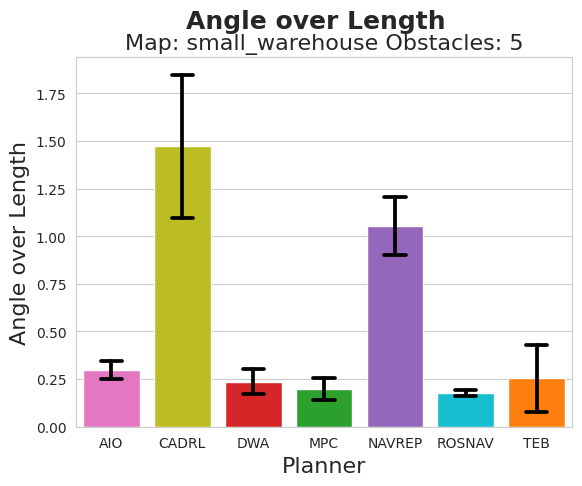 Angle over Length
Map: small_warehouse Obstacles: 5
Angle over Length
1.75
1.50
1.25
1.00
0.75
0.50
0.25
0.00
AIO CADRL DWA MPC NAVREP ROSNAV TEB
Planner